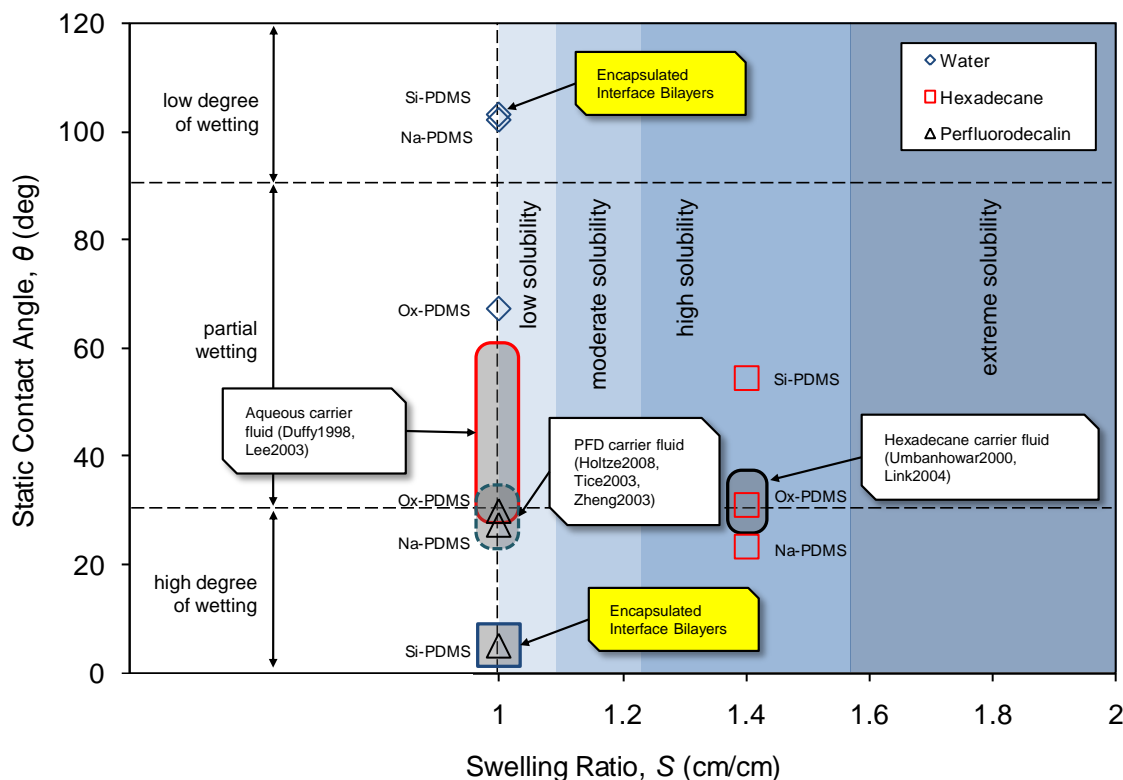 120
100
80
60
40
20
0
Static Contact Angle, θ (deg)
low degree
of wetting
partial
wetting
high degree
of wetting
Si-PDMS
Na-PDMS
Encapsulated
Interface Bilayers
Water
Hexadecane
Perfluorodecalin
low solubility
moderate solubility
high solubility
extreme solubility
Ox-PDMS
Si-PDMS
Aqueous carrier
fluid (Duffy1998,
Lee2003)
PFD carrier fluid
(Holtze2008,
Tice2003,
Zheng2003)
Hexadecane carrier fluid
(Umbanhowar2000,
Link2004)
Ox-PDMS
Ox-PDMS
Na-PDMS
Na-PDMS
Encapsulated
Interface Bilayers
Si-PDMS
1
1.2
1.4
1.6
1.8
2
Swelling Ratio, S (cm/cm)